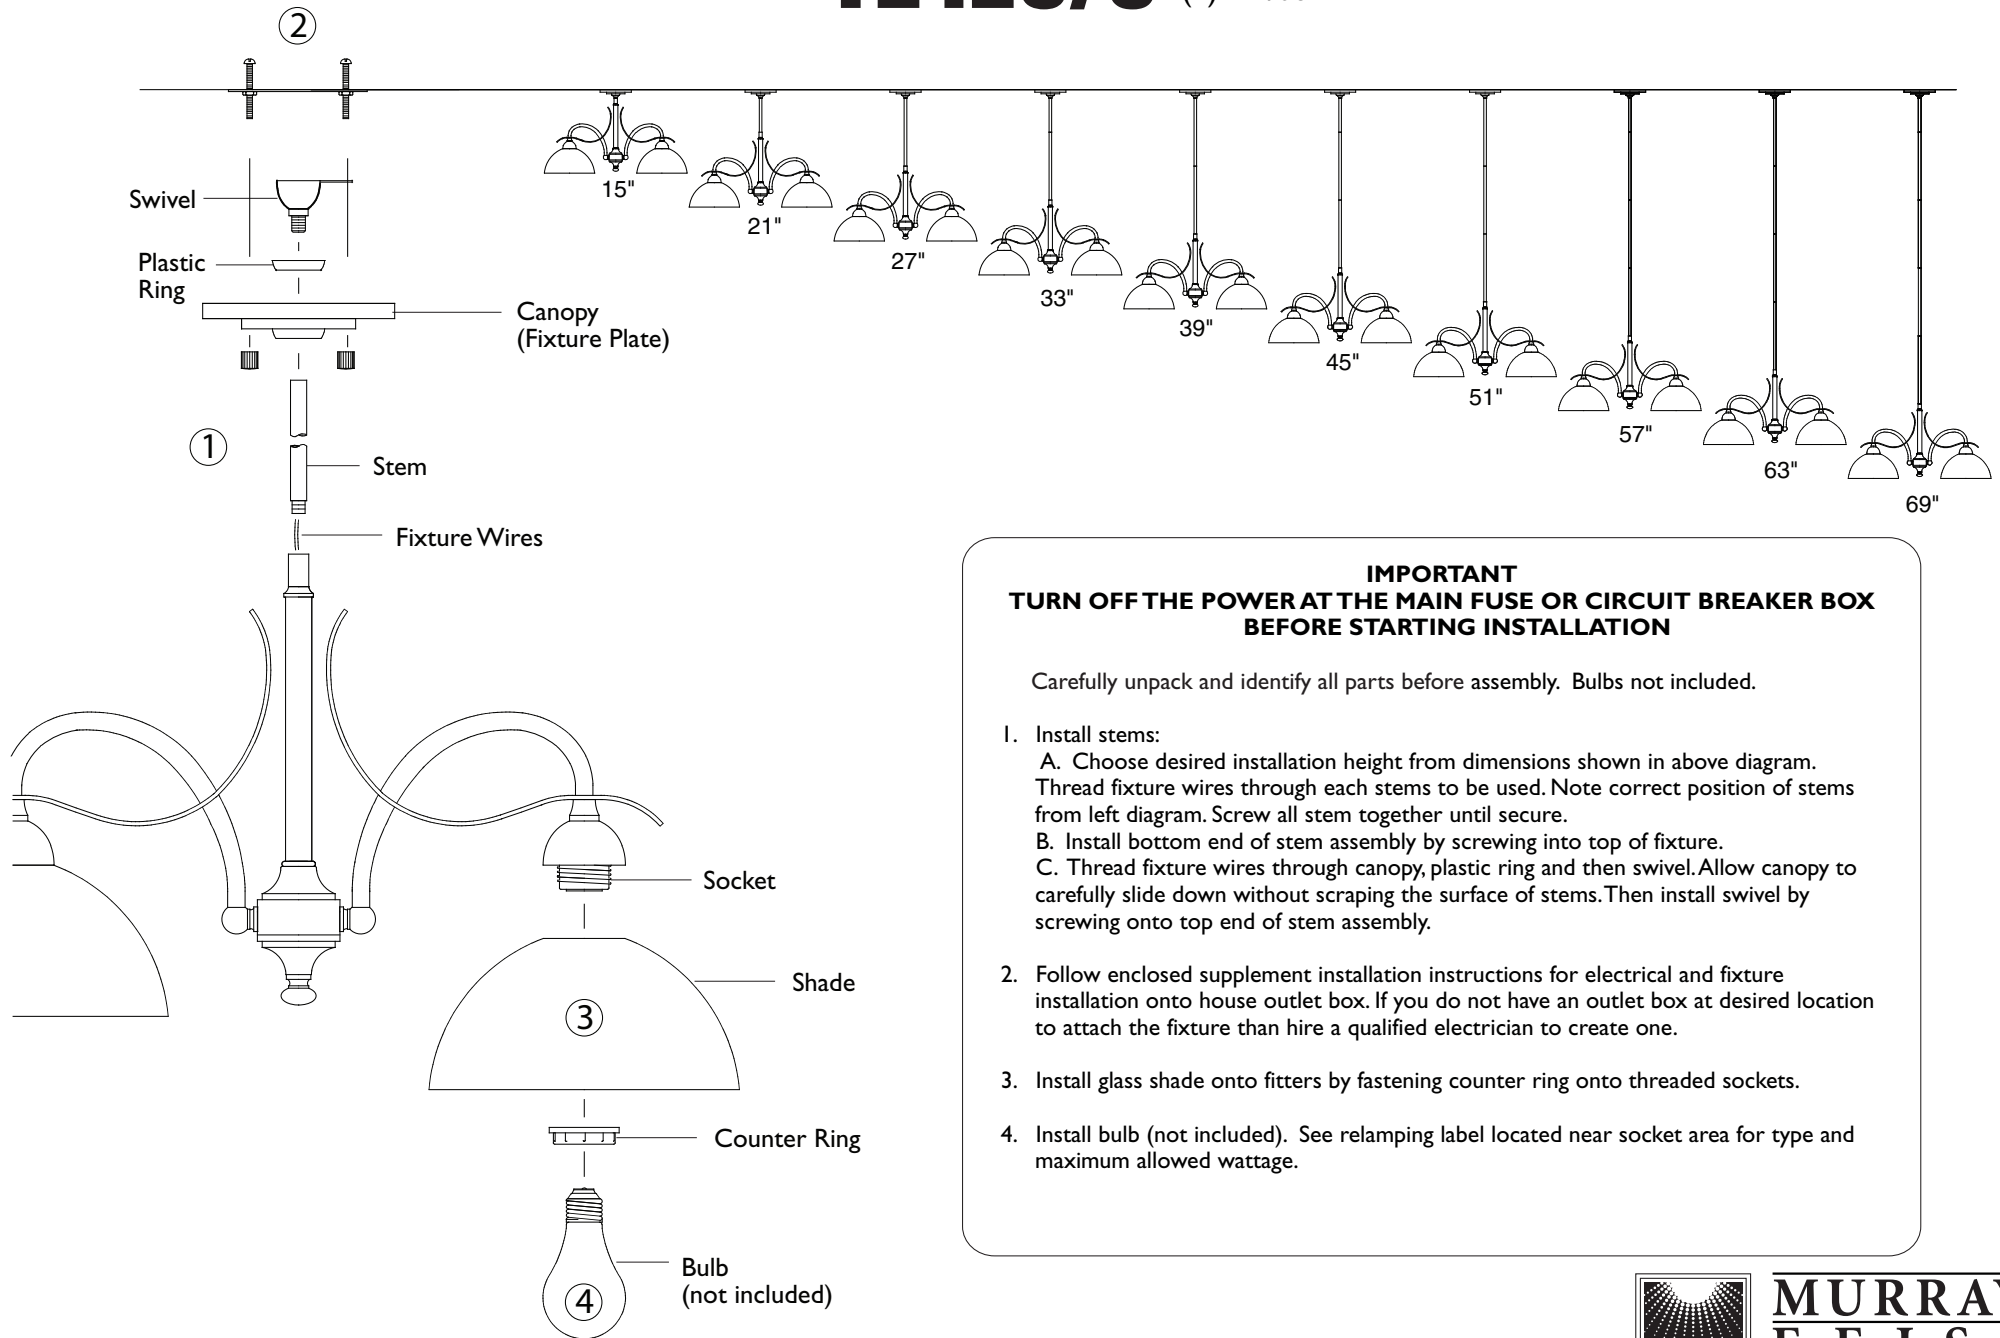 2
15"
21"
27"
33"
39"
45"
51"
57"
63"
69"
Swivel
Plastic
Ring
Canopy
(Fixture Plate)
1
Stem
Fixture Wires
Socket
Shade
3
Counter Ring
Bulb
(not included)
4
IMPORTANT
TURN OFF THE POWER AT THE MAIN FUSE OR CIRCUIT BREAKER BOX
BEFORE STARTING INSTALLATION
Carefully unpack and identify all parts before assembly. Bulbs not included.
1. Install stems:
A. Choose desired installation height from dimensions shown in above diagram.
Thread fixture wires through each stems to be used. Note correct position of stems
from left diagram. Screw all stem together until secure.
B. Install bottom end of stem assembly by screwing into top of fixture.
C. Thread fixture wires through canopy, plastic ring and then swivel. Allow canopy to
carefully slide down without scraping the surface of stems. Then install swivel by
screwing onto top end of stem assembly.
2. Follow enclosed supplement installation instructions for electrical and fixture
installation onto house outlet box. If you do not have an outlet box at desired location
to attach the fixture than hire a qualified electrician to create one.
3. Install glass shade onto fitters by fastening counter ring onto threaded sockets.
4. Install bulb (not included). See relamping label located near socket area for type and
maximum allowed wattage.
MURRAY